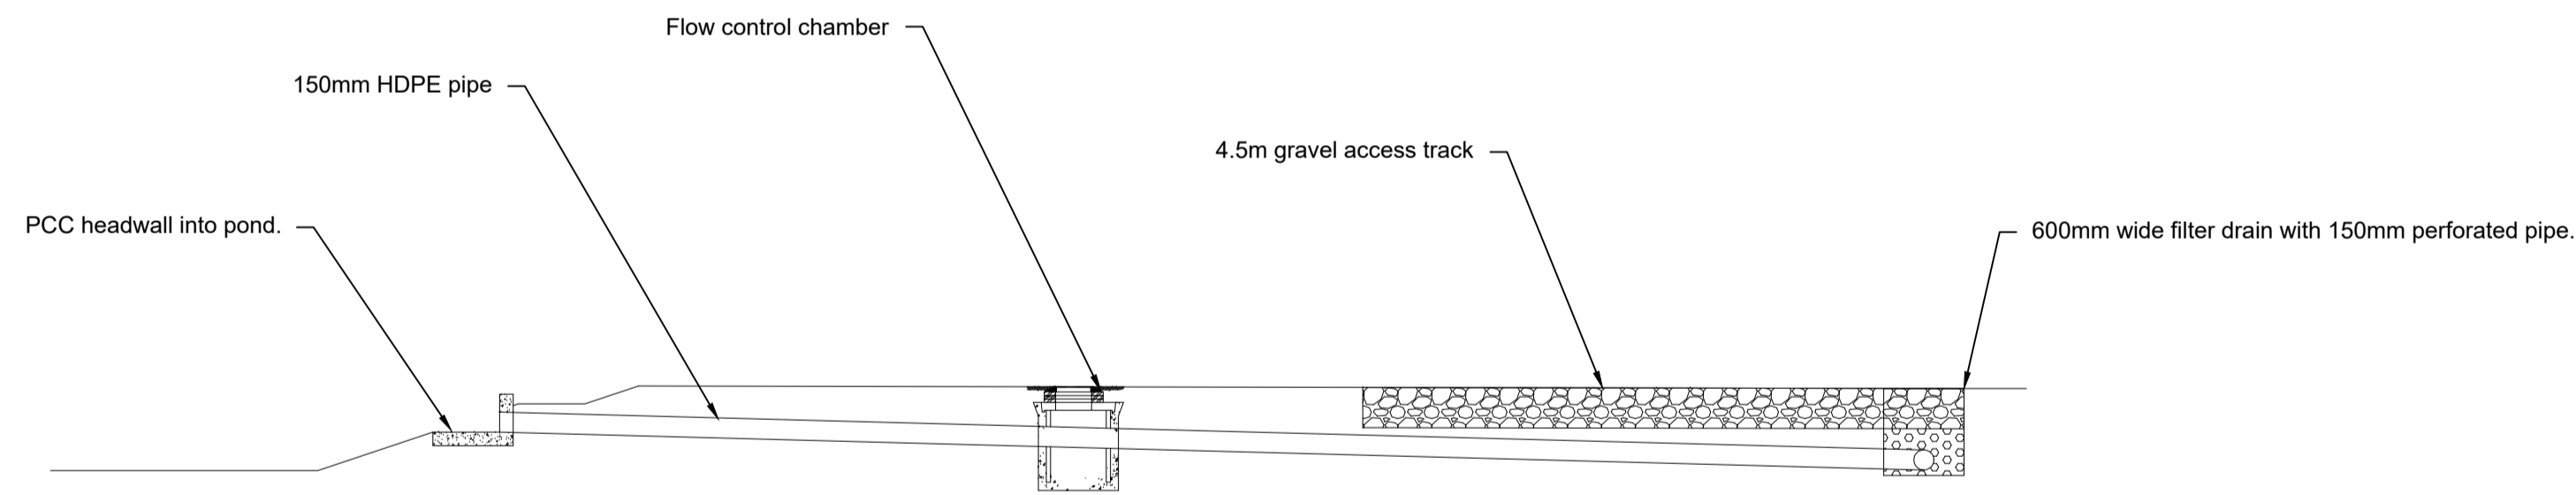 Flow control chamber
150mm HDPE pipe
4.5m gravel access track
PCC headwall into pond.
600mm wide filter drain with 150mm perforated pipe.